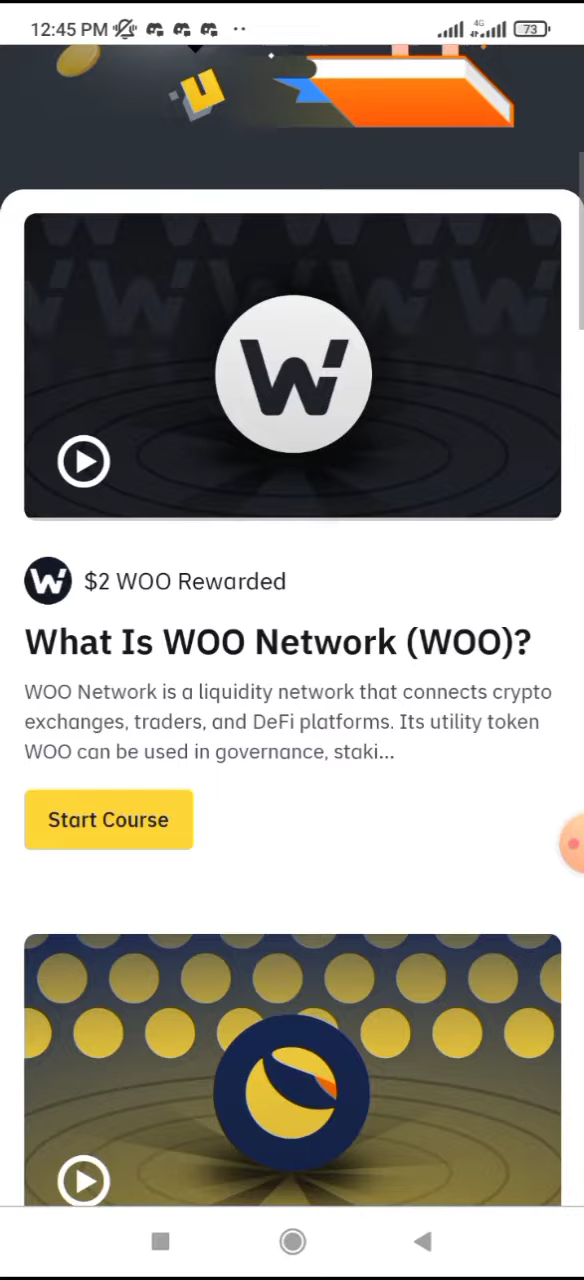 12:45 PM
4G
73
$2 WOO Rewarded
What Is WOO Network (WOO)?
WOO Network is a liquidity network that connects crypto
exchanges, traders, and DeFi platforms. Its utility token
WOO can be used in governance, staki...
Start Course